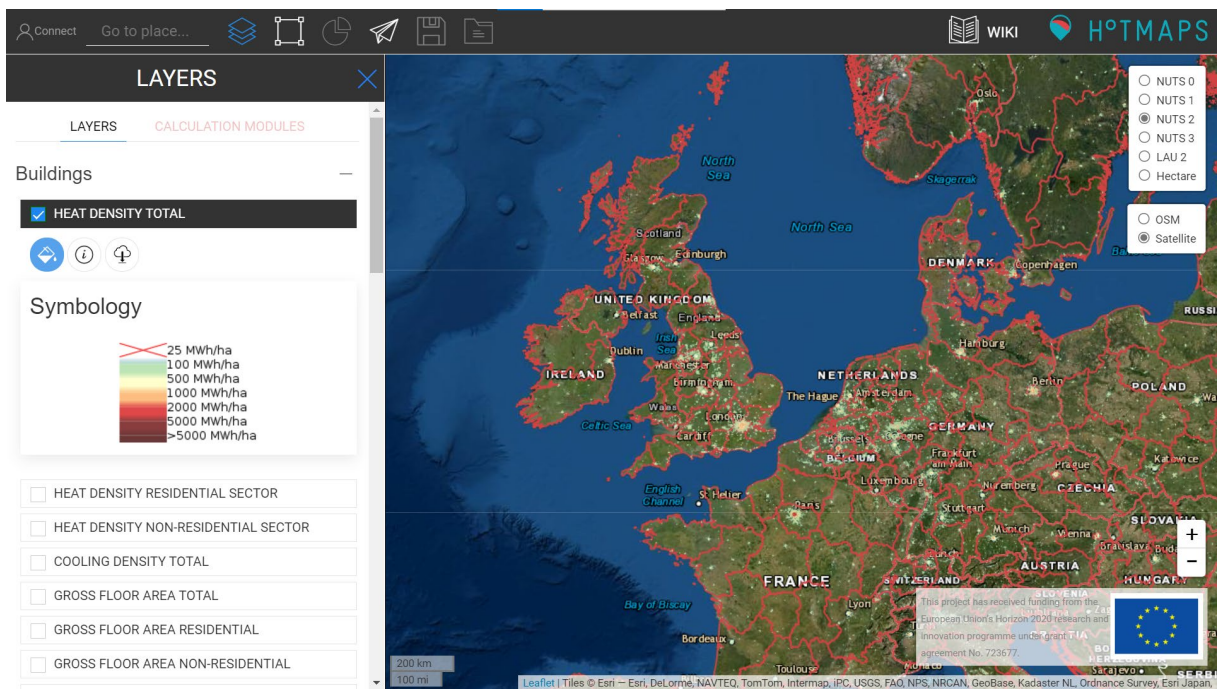 Connect
Go to place...
WIKI
HOTMAPS
LAYERS
LAYERS
CALCULATION MODULES
Buildings
HEAT DENSITY TOTAL
Symbology
25 MWh/ha
100 MWh/ha
500 MWh/ha
1000 MWh/ha
2000 MWh/ha
5000 MWh/ha
>5000 MWh/ha
HEAT DENSITY RESIDENTIAL SECTOR
HEAT DENSITY NON-RESIDENTIAL SECTOR
COOLING DENSITY TOTAL
GROSS FLOOR AREA TOTAL
GROSS FLOOR AREA RESIDENTIAL
GROSS FLOOR AREA NON-RESIDENTIAL
NUTS 0
NUTS 1
NUTS 2
NUTS 3
LAU 2
Hectare
OSM
Satellite
Oslo
North
Sea
Skagerrak
North Sea
Scotland
Glasgow
Edinburgh
DENMARK
Copenhagen
UNITED KINGDOM
Belfast
England
RUSSI
Irish
Sea
Leeds
Dublin
Manchester
Hamburg
IRELAND
Birmingham
NETHERLANDS
Berlin
POLAND
The Hague
Amsterdam
Wales
London
Celtic Sea
Cardiff
GERMANY
Brussels
BELGIUM
Frankfurt
am Main
Katowice
Prague
Luxembourg
English
Channel
St Helier
Nuremberg
CZECHIA
Paris
Stuttgart
SLOVAKIA
Munich
Vienna
Bratislava
Zurich
AUSTRIA
FRANCE
SWITZERLAND
HUNGARY
SLOVENIA
Bay of Biscay
Lyon
This project has received funding from the
European Union's Horizon 2020 research and
innovation programme under grant
agreement No. 723677.
Bordeaux
Toulouse
Monaco
Sarajevo
SERB
+
−
200 km
100 mi
Leaflet | Tiles © Esri — Esri, DeLorme, NAVTEQ, TomTom, Intermap, iPC, USGS, FAO, NPS, NRCAN, GeoBase, Kadaster NL, Ordnance Survey, Esri Japan,